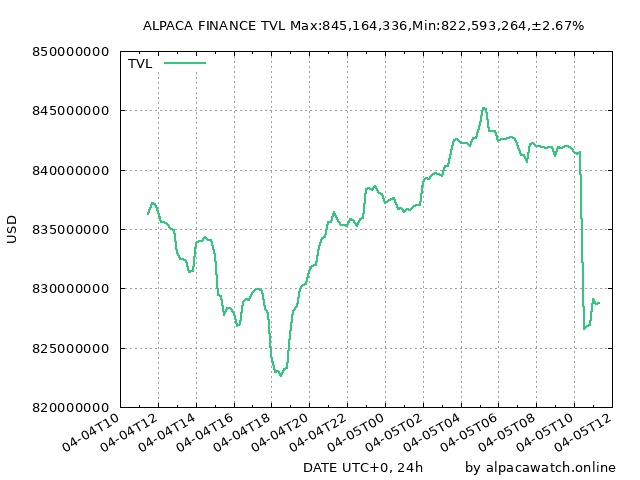 ALPACA FINANCE TVL Max:845,164,336,Min:822,593,264,±2.67%
TVL
850000000
845000000
840000000
835000000
830000000
825000000
820000000
USD
04-04T10
04-04T12
04-04T14
04-04T16
04-04T18
04-04T20
04-04T22
04-05T00
04-05T02
04-05T04
04-05T06
04-05T08
04-05T10
04-05T12
DATE UTC+0, 24h
by alpacawatch.online